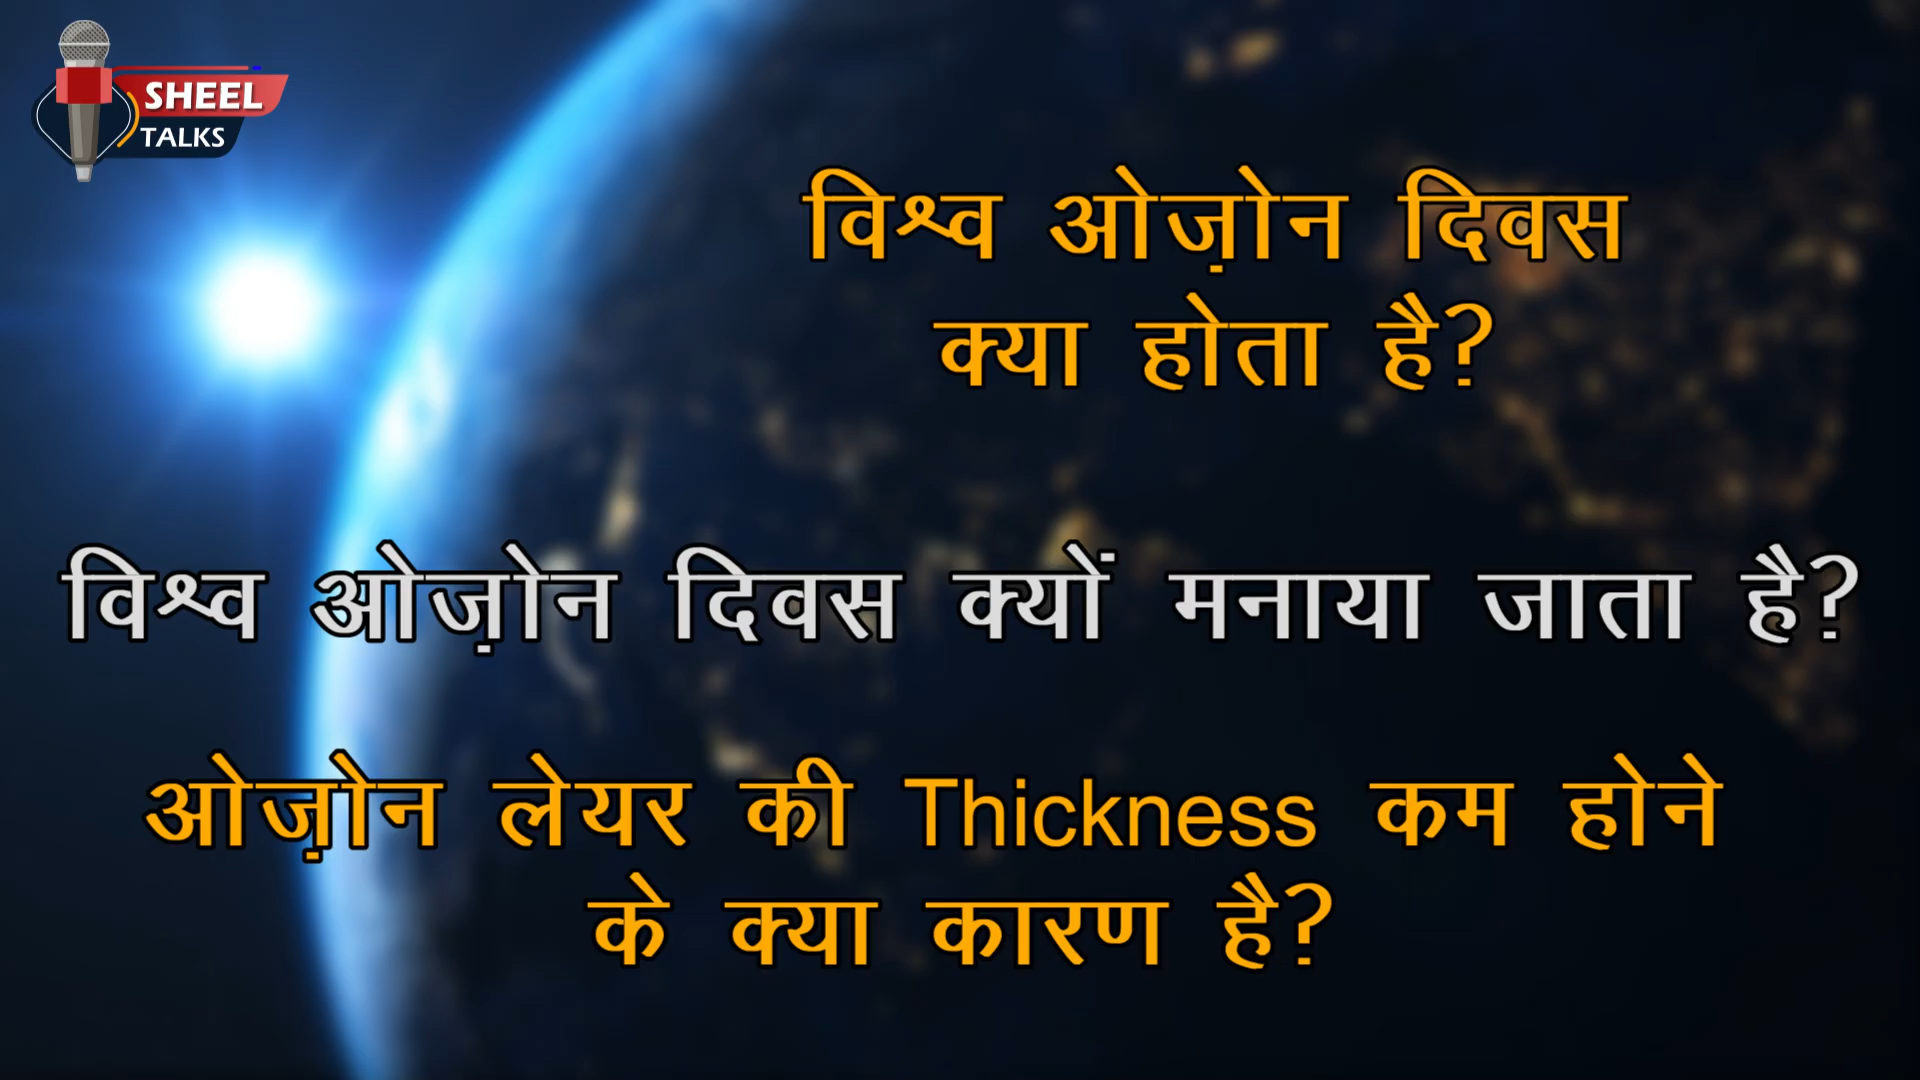 SHEEL
TALKS
विश्व ओज़ोन दिवस
क्या होता है?
विश्व ओज़ोन दिवस क्यों मनाया जाता है?
ओज़ोन लेयर की Thickness कम होने
के क्या कारण है?